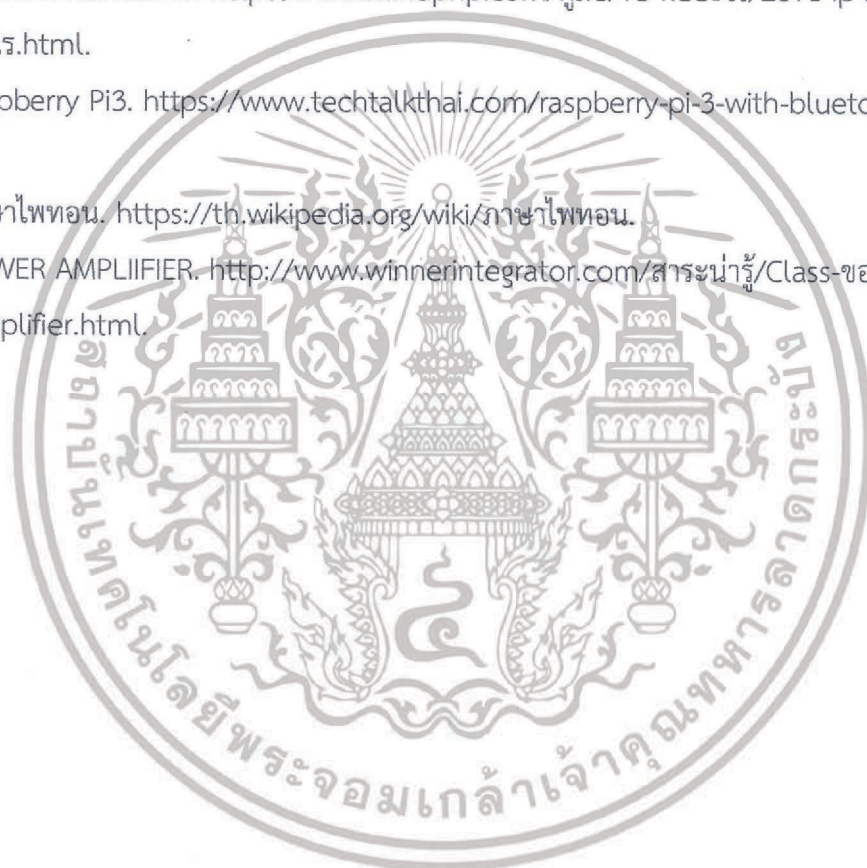 ร.html.
pberry Pi3. https://www.techtalkthai.com/raspberry-pi-3-with-bluetc
าไพทอน. https://th.wikipedia.org/wiki/ภาษาไพทอน.
WER AMPLIIFIER. http://www.winnerintegrator.com/สาระน่ารู้/Class-ขอ
plifier.html.
สถาบันเทคโนโลยีพระจอมเกล้าเจ้าคุณทหารลาดกระบัง
๔